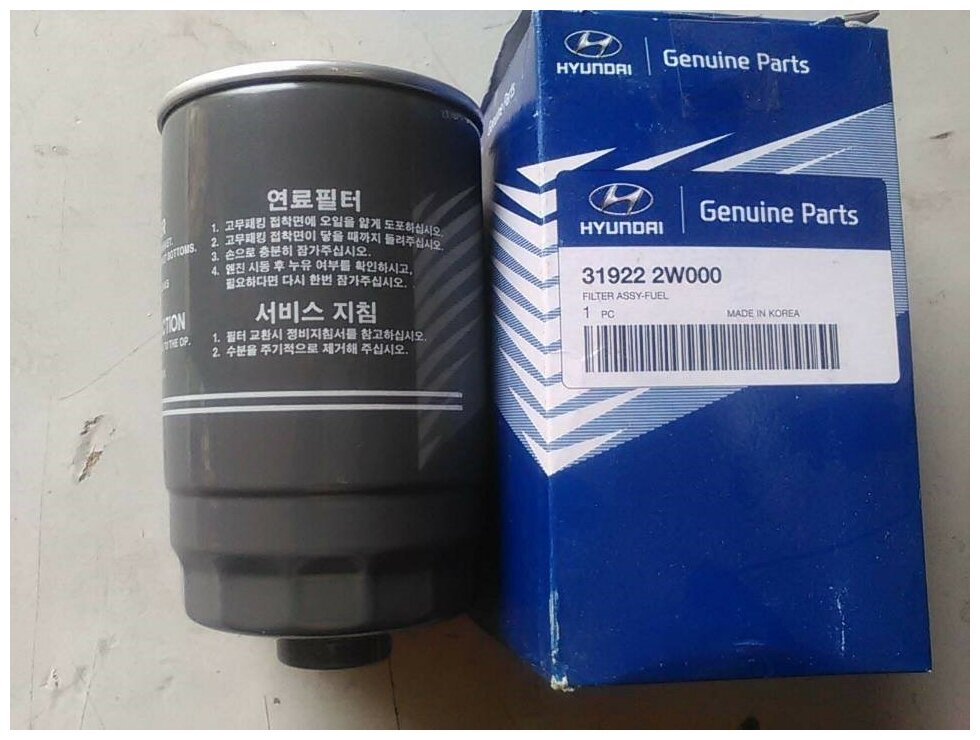 연료필터
1. 고무패킹 접착면에 오일을 얇게 도포하십시오.
2. 고무패킹 접착면이 닿을 때까지 돌려주십시오.
3. 손으로 충분히 잠가주십시오.
4. 엔진 시동 후 누유 여부를 확인하시고,
필요하다면 다시 한번 잠가주십시오.
서비스 지침
1. 필터 교환시 정비지침서를 참고하십시오.
2. 수분을 주기적으로 제거해 주십시오.
BOTTOMS.
TO THE OP.
HYUNDAI
Genuine Parts
Genuine Parts
HYUNDAI
Genuine Parts
31922 2W000
FILTER ASSY-FUEL
1 PC MADE IN KOREA